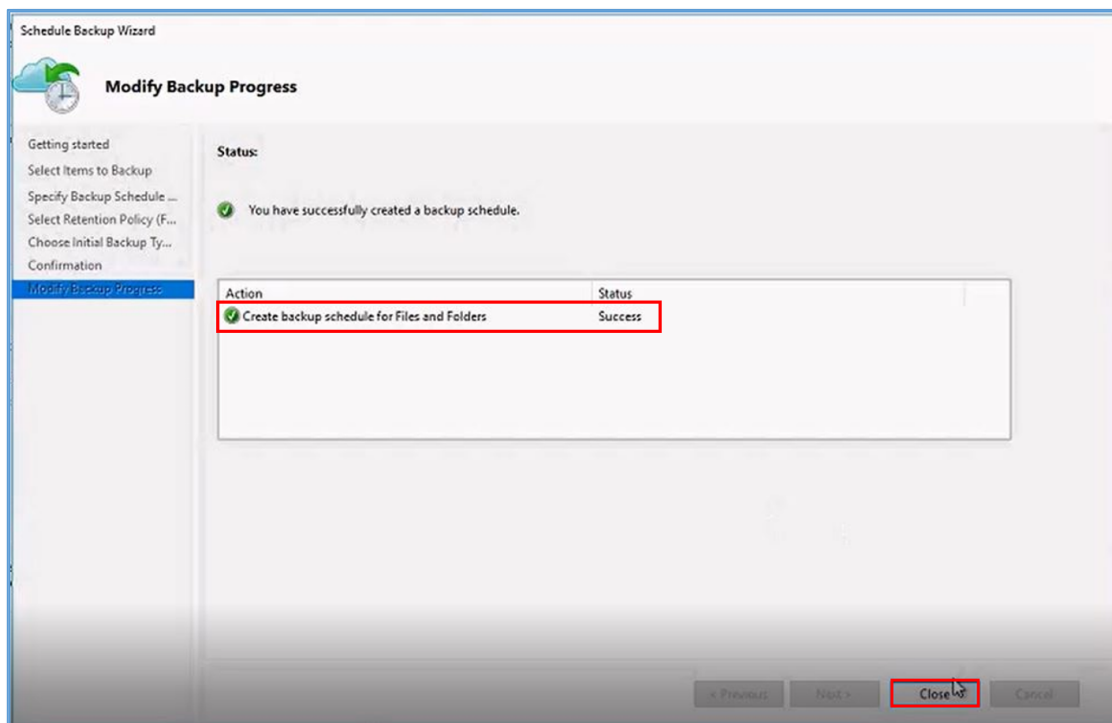 Schedule Backup Wizard
Modify Backup Progress
Getting started
Select Items to Backup
Specify Backup Schedule ...
Select Retention Policy (F...
Choose Initial Backup Ty...
Confirmation
Modify Backup Progress
Status:
You have successfully created a backup schedule.
Action Status
Create backup schedule for Files and Folders Success
< Previous Next > Close Cancel